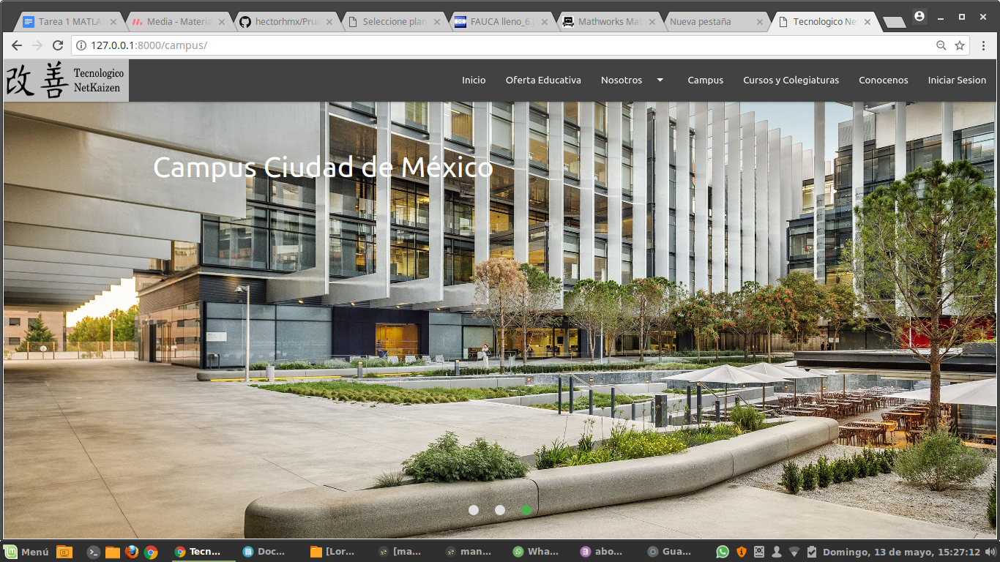 Tarea 1 MATLA
Media - Materia
hectorhmx/Prue
Seleccione plan
FAUCA lleno_6.j
Mathworks Mat
Nueva pestaña
Tecnologico Ne
127.0.0.1:8000/campus/
改善
Tecnologico
NetKaizen
Inicio
Oferta Educativa
Nosotros
Campus
Cursos y Colegiaturas
Conocenos
Iniciar Sesion
Campus Ciudad de México
Menú
Tecn...
Doc...
[Lor...
[ma...
man...
Wha...
abo...
Gua...
Domingo, 13 de mayo, 15:27:12